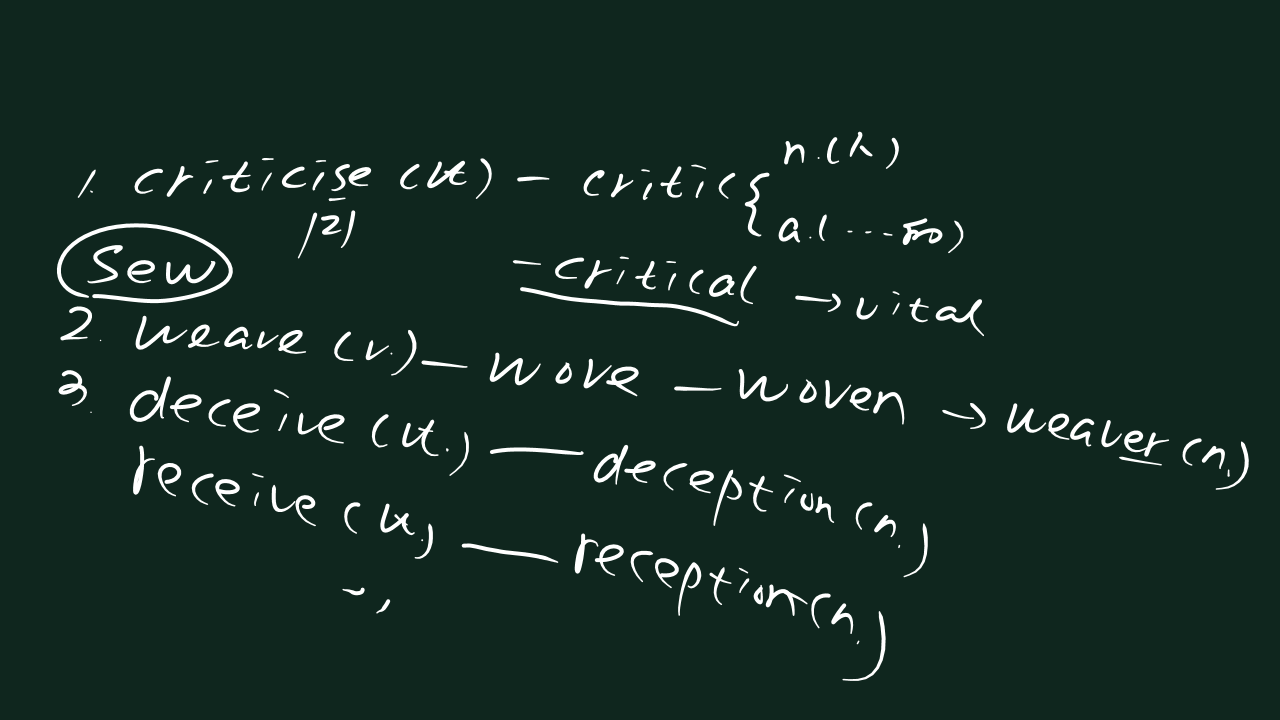 1. criticise (vt) - critic { n.(人)
/z/ a.(...的)
sew - critical → vital
2. weave (v.) - wove - woven → weaver (n.)
3. deceive (vt.) - deception (n.)
receive (vt.) - reception (n.)